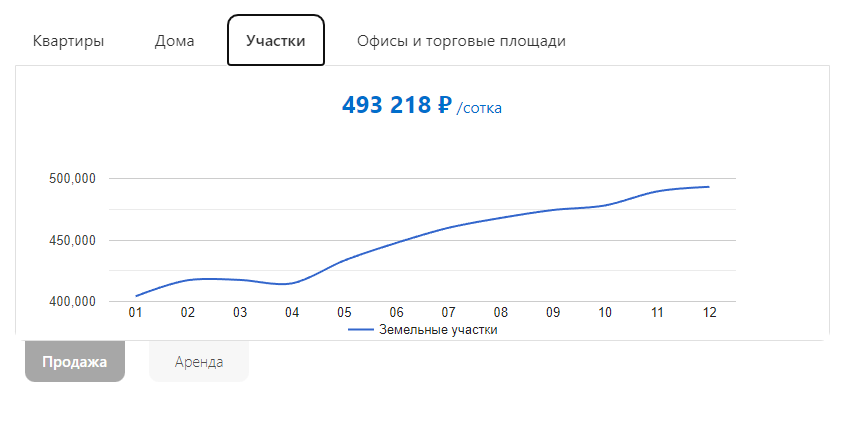 Квартиры Дома Участки Офисы и торговые площади
493 218 ₽ /сотка
500,000
450,000
400,000
01 02 03 04 05 06 07 08 09 10 11 12
Земельные участки
Продажа Аренда